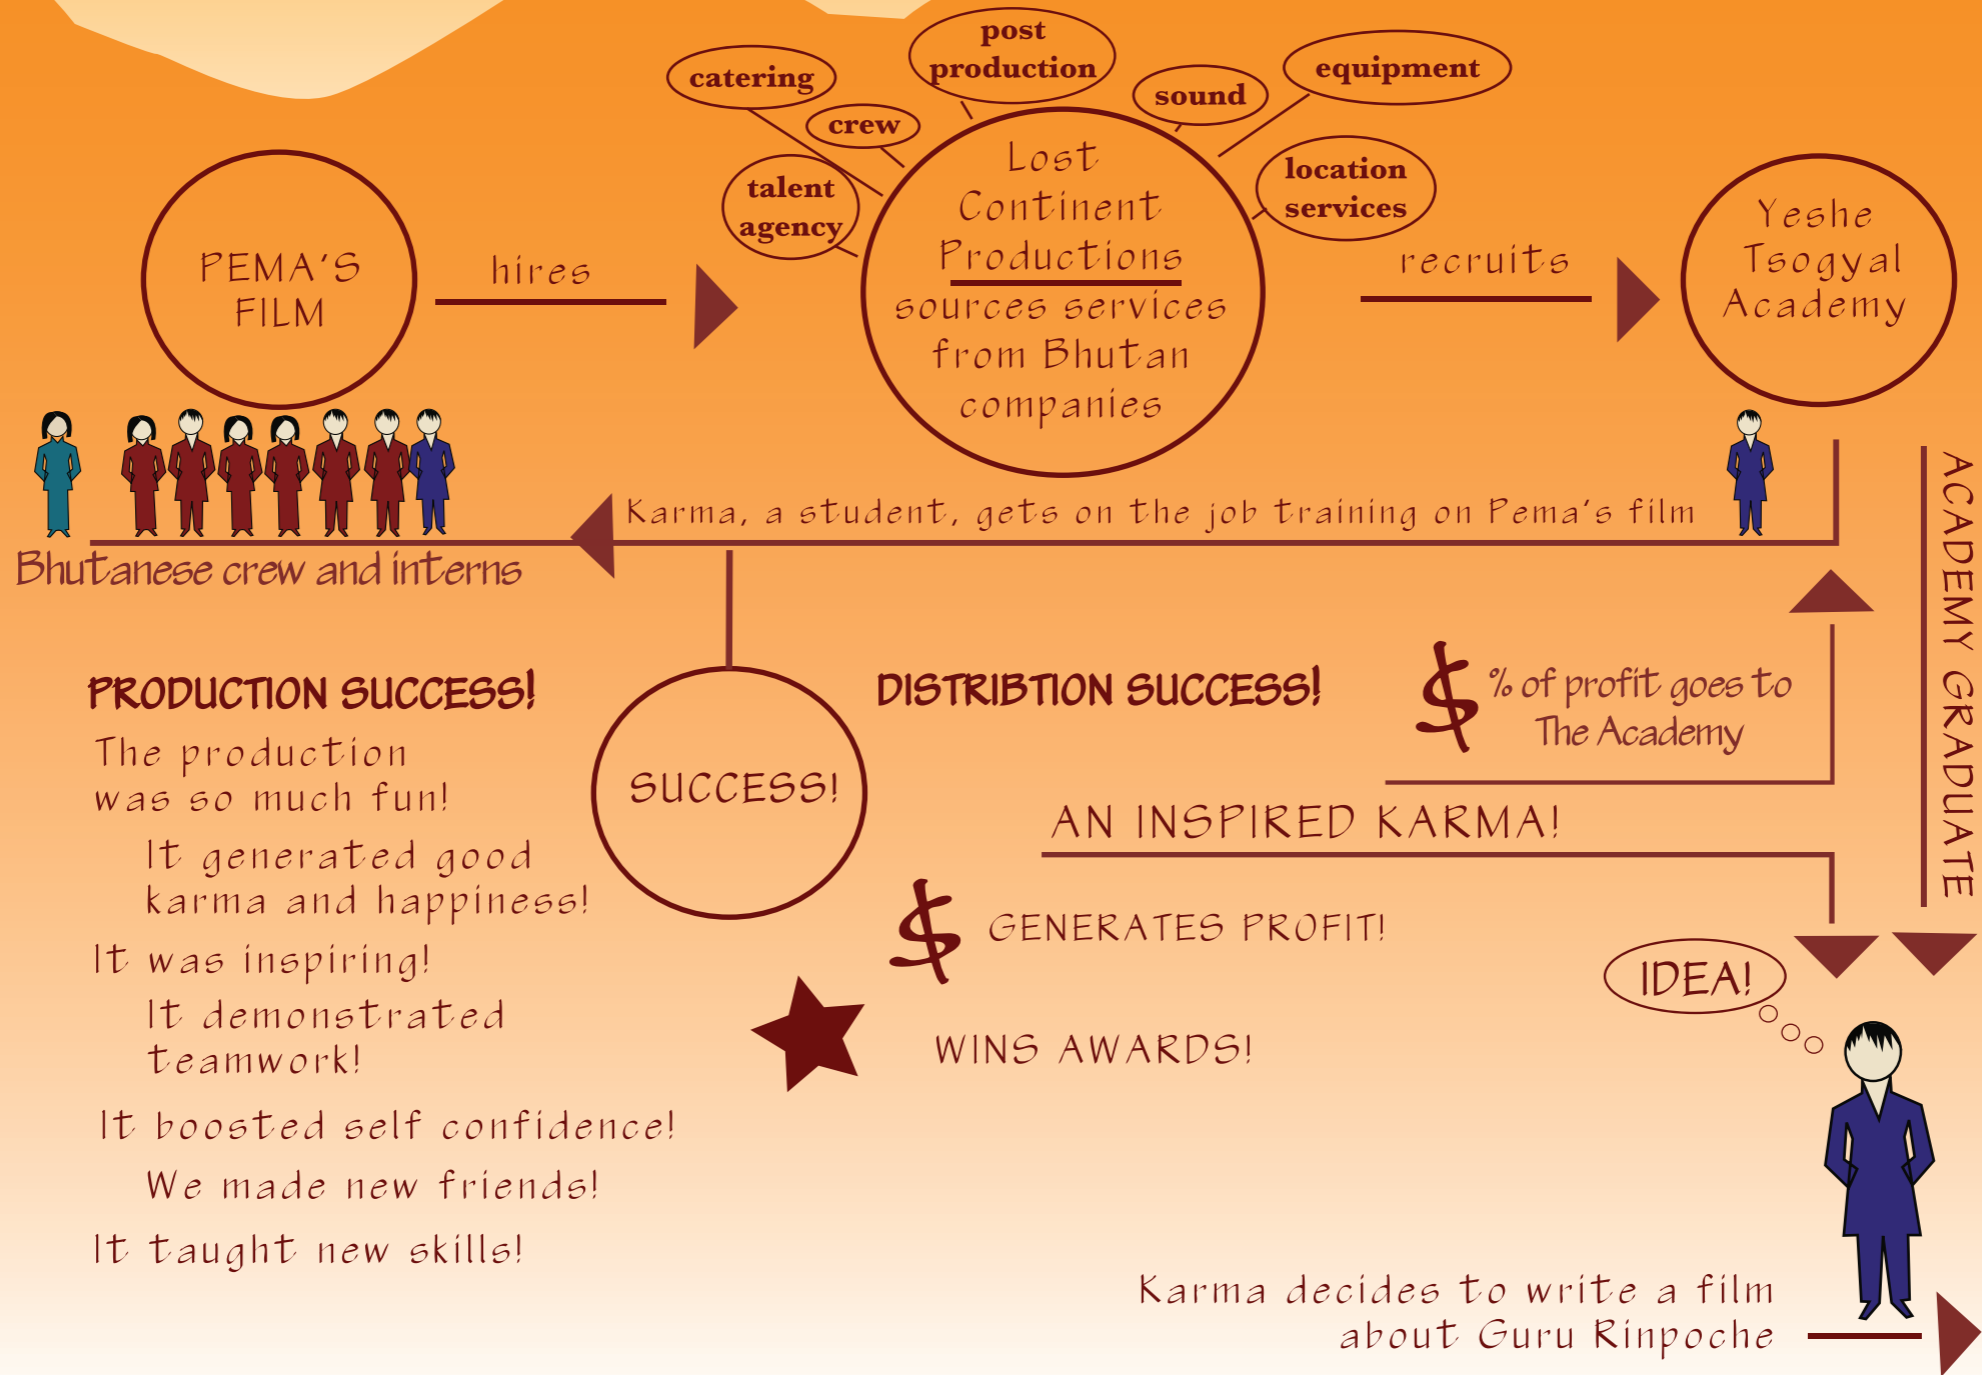 catering
crew
talent
agency
post
production
sound
equipment
location
services
PEMA'S
FILM
hires
Lost
Continent
Productions
sources services
from Bhutan
companies
recruits
Yeshe
Tsogyal
Academy
Karma, a student, gets on the job training on Pema's film
Bhutanese crew and interns
ACADEMY GRADUATE
PRODUCTION SUCCESS!
The production
was so much fun!
It generated good
karma and happiness!
It was inspiring!
It demonstrated
teamwork!
It boosted self confidence!
We made new friends!
It taught new skills!
SUCCESS!
DISTRIBTION SUCCESS!
$ % of profit goes to
The Academy
AN INSPIRED KARMA!
$ GENERATES PROFIT!
WINS AWARDS!
IDEA!
Karma decides to write a film
about Guru Rinpoche